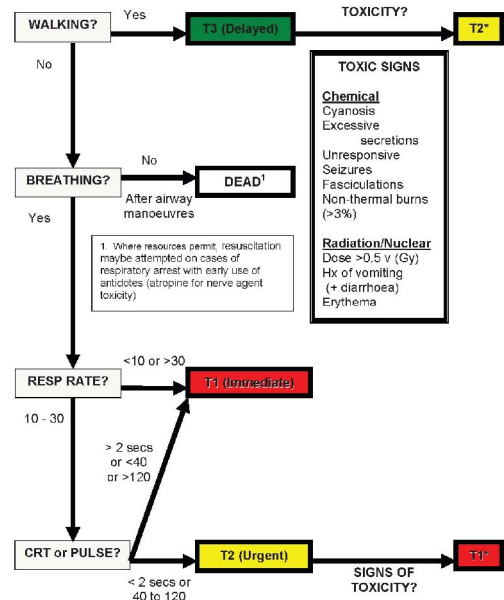 WALKING?
Yes
T3 (Delayed)
TOXICITY?
T2*
No
TOXIC SIGNS
Chemical
Cyanosis
Excessive
secretions
Unresponsive
Seizures
Fasciculations
Non-thermal burns
(>3%)
Radiation/Nuclear
Dose >0.5 v (Gy)
Hx of vomiting
(+ diarrhoea)
Erythema
BREATHING?
No
After airway
manoeuvres
DEAD1
Yes
1. Where resources permit, resuscitation
maybe attempted on cases of
respiratory arrest with early use of
antidotes (atropine for nerve agent
toxicity)
RESP RATE?
<10 or >30
T1 (Immediate)
10 - 30
> 2 secs
or <40
or >120
CRT or PULSE?
< 2 secs or
40 to 120
T2 (Urgent)
SIGNS OF
TOXICITY?
T1*